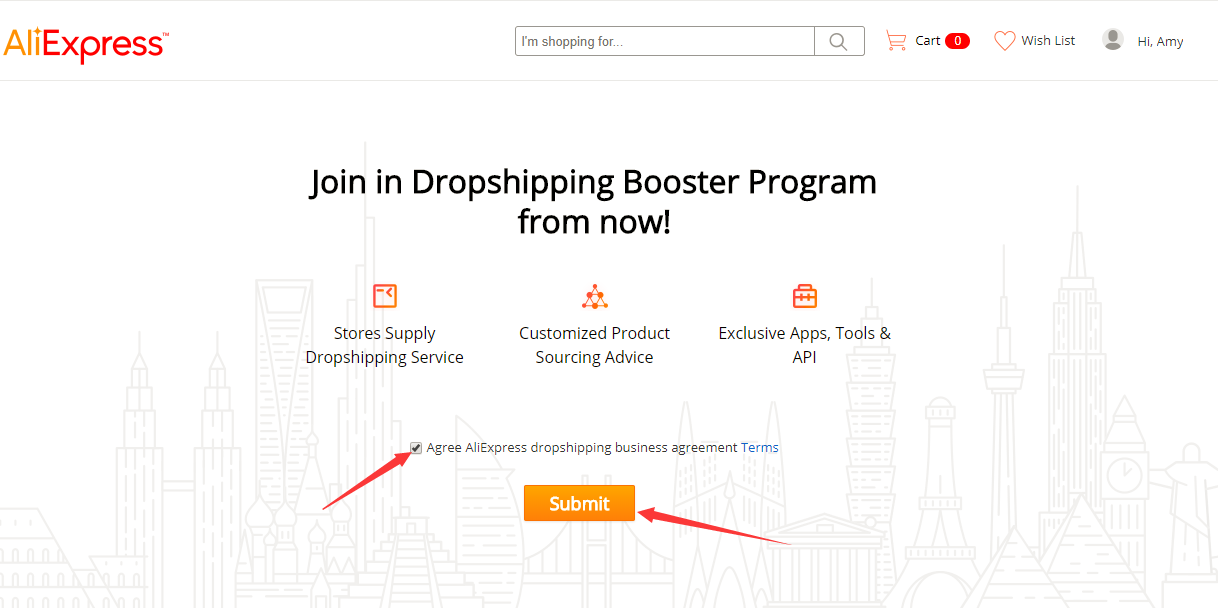 AliExpress™
I'm shopping for...
Cart 0
Wish List
Hi, Amy
Join in Dropshipping Booster Program
from now!
Stores Supply
Dropshipping Service
Customized Product
Sourcing Advice
Exclusive Apps, Tools &
API
Agree AliExpress dropshipping business agreement Terms
Submit